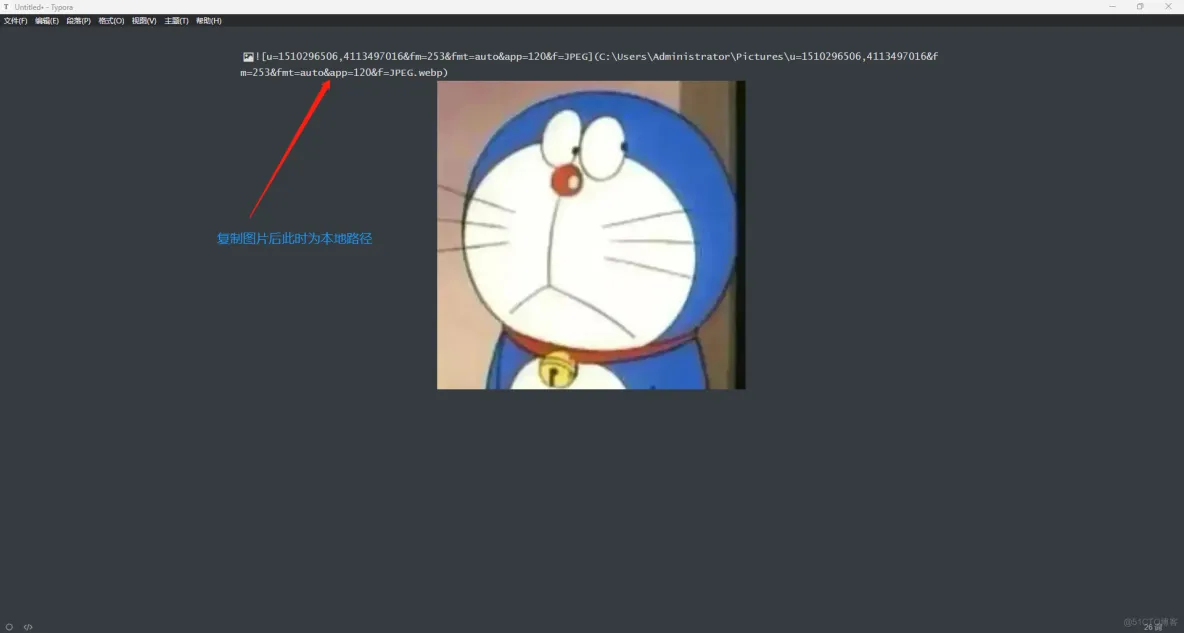 T Untitled• - Typora
文件(F) 编辑(E) 段落(P) 格式(O) 视图(V) 主题(T) 帮助(H)
![u=1510296506,4113497016&fm=253&fmt=auto&app=120&f=JPEG](C:\Users\Administrator\Pictures\u=1510296506,4113497016&f
m=253&fmt=auto&app=120&f=JPEG.webp)
复制图片后此时为本地路径
@51CTO博客
26 词